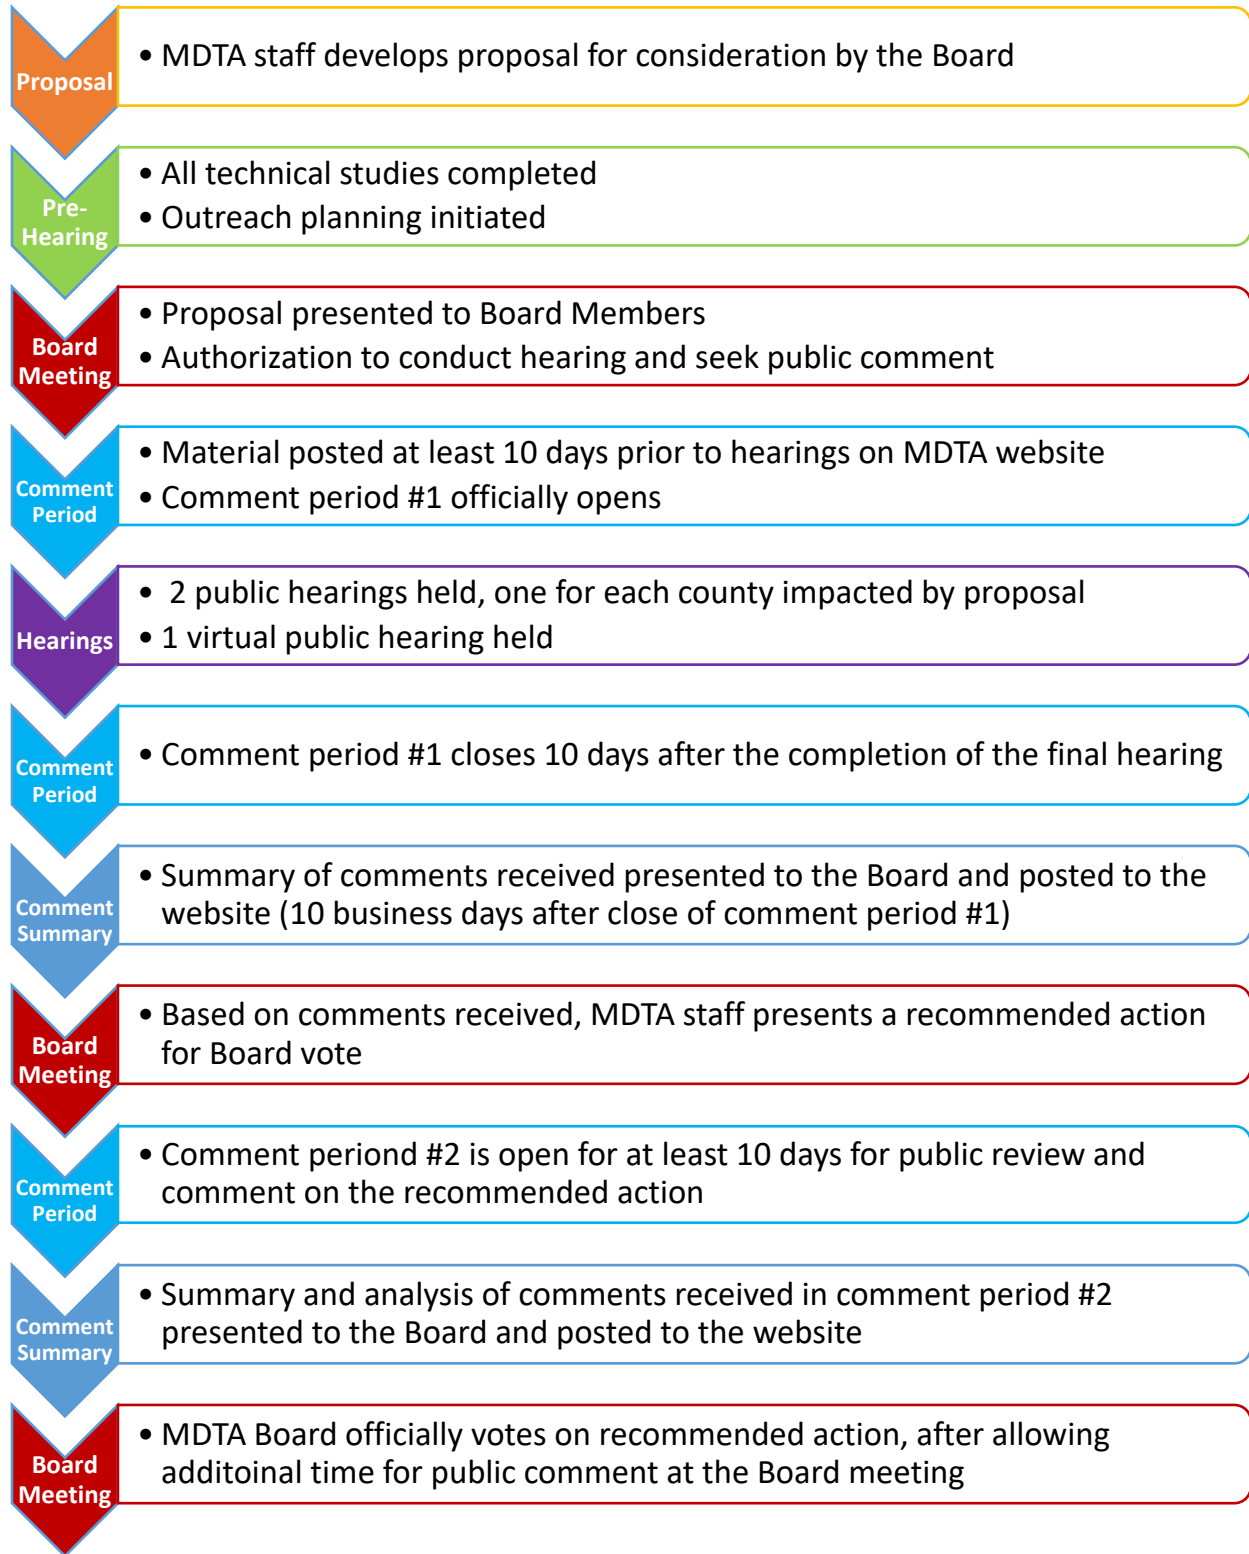 Proposal
• MDTA staff develops proposal for consideration by the Board
Pre-
Hearing
• All technical studies completed
• Outreach planning initiated
Board
Meeting
• Proposal presented to Board Members
• Authorization to conduct hearing and seek public comment
Comment
Period
• Material posted at least 10 days prior to hearings on MDTA website
• Comment period #1 officially opens
Hearings
• 2 public hearings held, one for each county impacted by proposal
• 1 virtual public hearing held
Comment
Period
• Comment period #1 closes 10 days after the completion of the final hearing
Comment
Summary
• Summary of comments received presented to the Board and posted to the
website (10 business days after close of comment period #1)
Board
Meeting
• Based on comments received, MDTA staff presents a recommended action
for Board vote
Comment
Period
• Comment periond #2 is open for at least 10 days for public review and
comment on the recommended action
Comment
Summary
• Summary and analysis of comments received in comment period #2
presented to the Board and posted to the website
Board
Meeting
• MDTA Board officially votes on recommended action, after allowing
additoinal time for public comment at the Board meeting